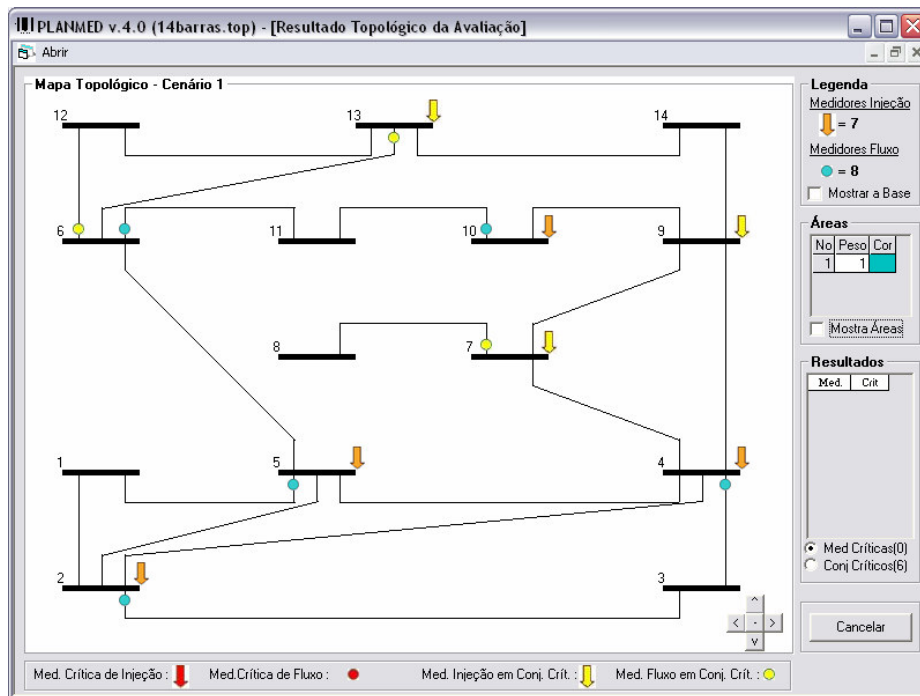 PLANMED v.4.0 (14barras.top) - [Resultado Topológico da Avaliação]
Abrir
Mapa Topológico - Cenário 1
12
13
14
6
11
10
9
8
7
1
5
4
2
3
Legenda
Medidores Injeção
= 7
Medidores Fluxo
= 8
Mostrar a Base
Áreas
No Peso Cor
1 1
Mostra Áreas
Resultados
Med. Crit
Med Críticas(0)
Conj Críticos(6)
Cancelar
Med. Crítica de Injeção : Med.Crítica de Fluxo : Med. Injeção em Conj. Crít. : Med. Fluxo em Conj. Crít. :